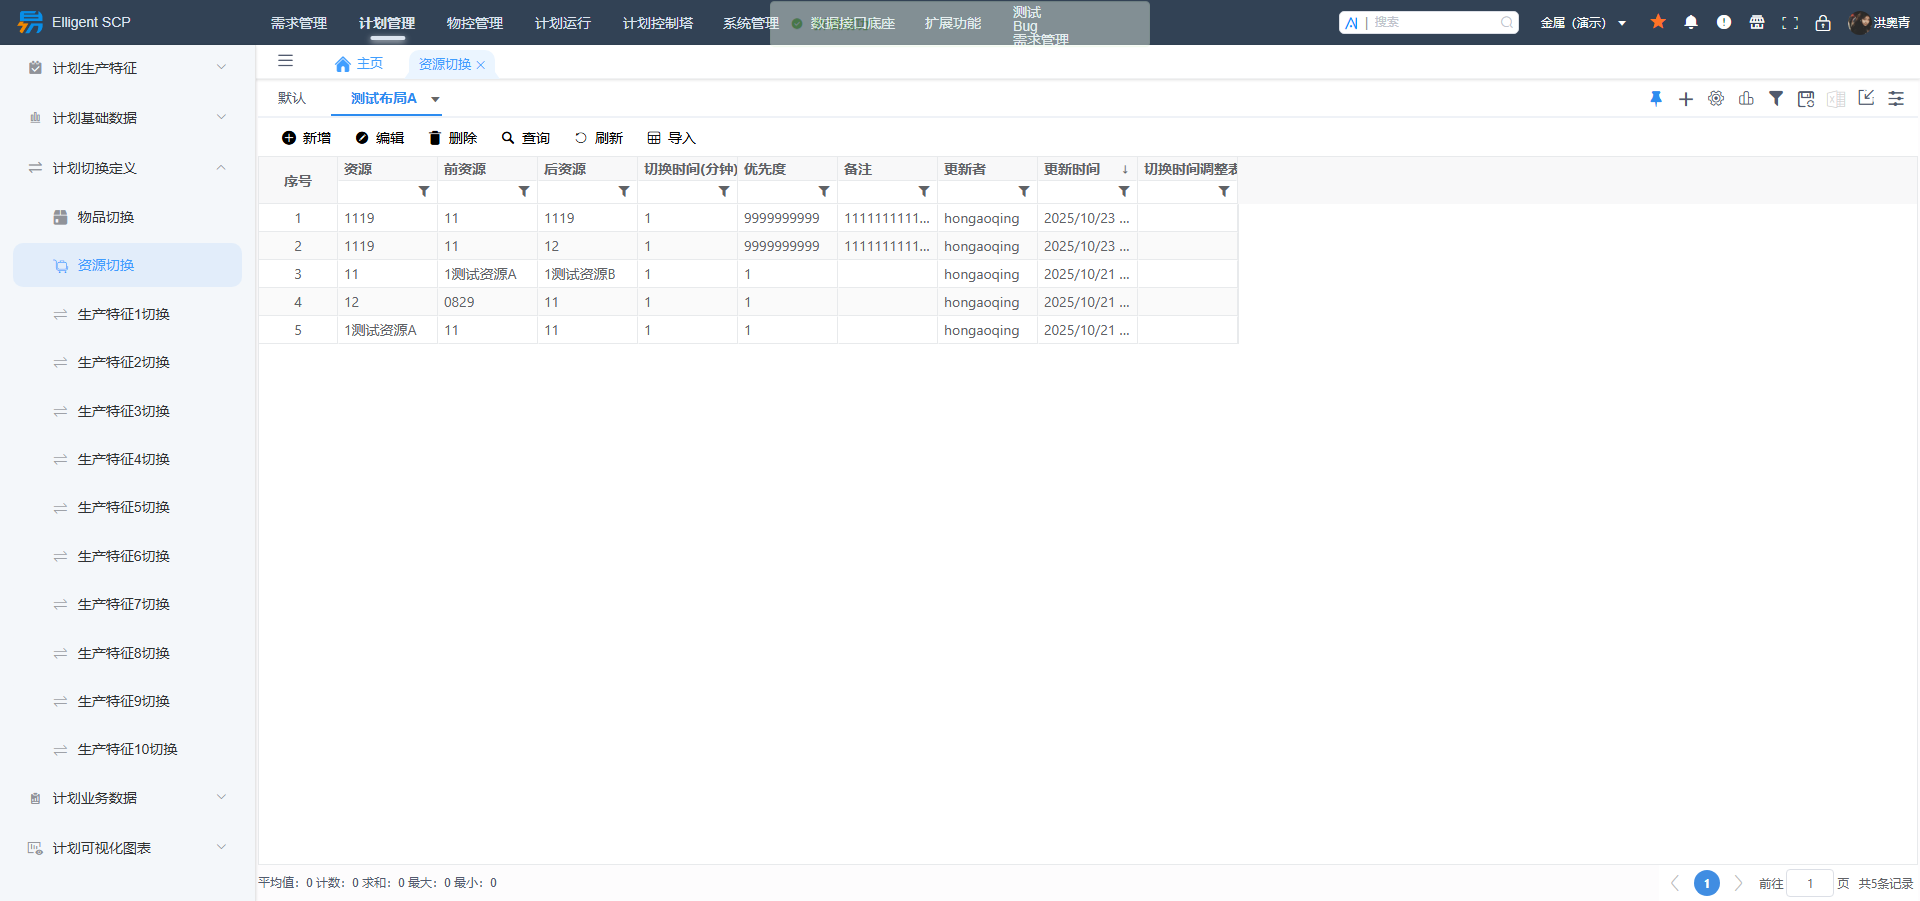 Elligent SCP
需求管理 计划管理 物控管理 计划运行 计划控制塔 系统管理 数据接口底座 扩展功能
测试
Bug
需求管理
AI | 搜索
金属（演示）
洪奥青
计划生产特征
计划基础数据
计划切换定义
物品切换
资源切换
生产特征1切换
生产特征2切换
生产特征3切换
生产特征4切换
生产特征5切换
生产特征6切换
生产特征7切换
生产特征8切换
生产特征9切换
生产特征10切换
计划业务数据
计划可视化图表
主页 资源切换
默认 测试布局A
新增 编辑 删除 查询 刷新 导入
序号 资源 前资源 后资源 切换时间(分钟) 优先度 备注 更新者 更新时间 ↓ 切换时间调整表
1 1119 11 1119 1 9999999999 1111111111... hongaoqing 2025/10/23 ...
2 1119 11 12 1 9999999999 1111111111... hongaoqing 2025/10/23 ...
3 11 1测试资源A 1测试资源B 1 1 hongaoqing 2025/10/21 ...
4 12 0829 11 1 1 hongaoqing 2025/10/21 ...
5 1测试资源A 11 11 1 1 hongaoqing 2025/10/21 ...
平均值：0 计数：0 求和：0 最大：0 最小：0
1 前往 1 页 共5条记录